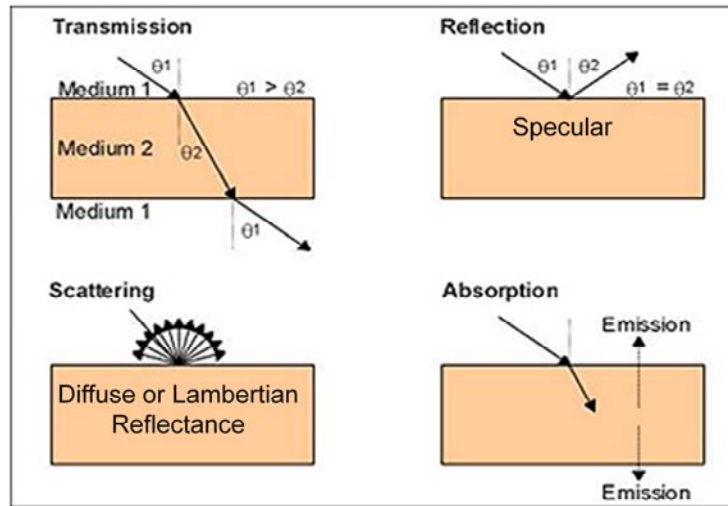 Transmission
θ1
Medium 1
θ1 > θ2
Medium 2
θ2
Medium 1
θ1
Reflection
θ1
θ2
θ1 = θ2
Specular
Scattering
Diffuse or Lambertian
Reflectance
Absorption
Emission
Emission